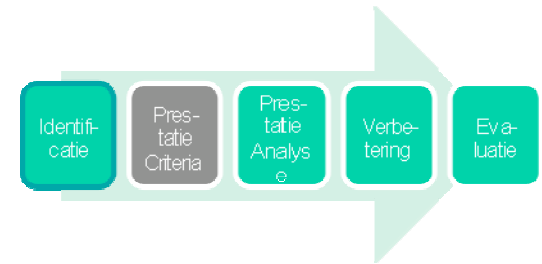 Identifi-
catie
Pres-
tatie
Criteria
Pres-
tatie
Analys
e
Verbe-
tering
Eva-
luatie